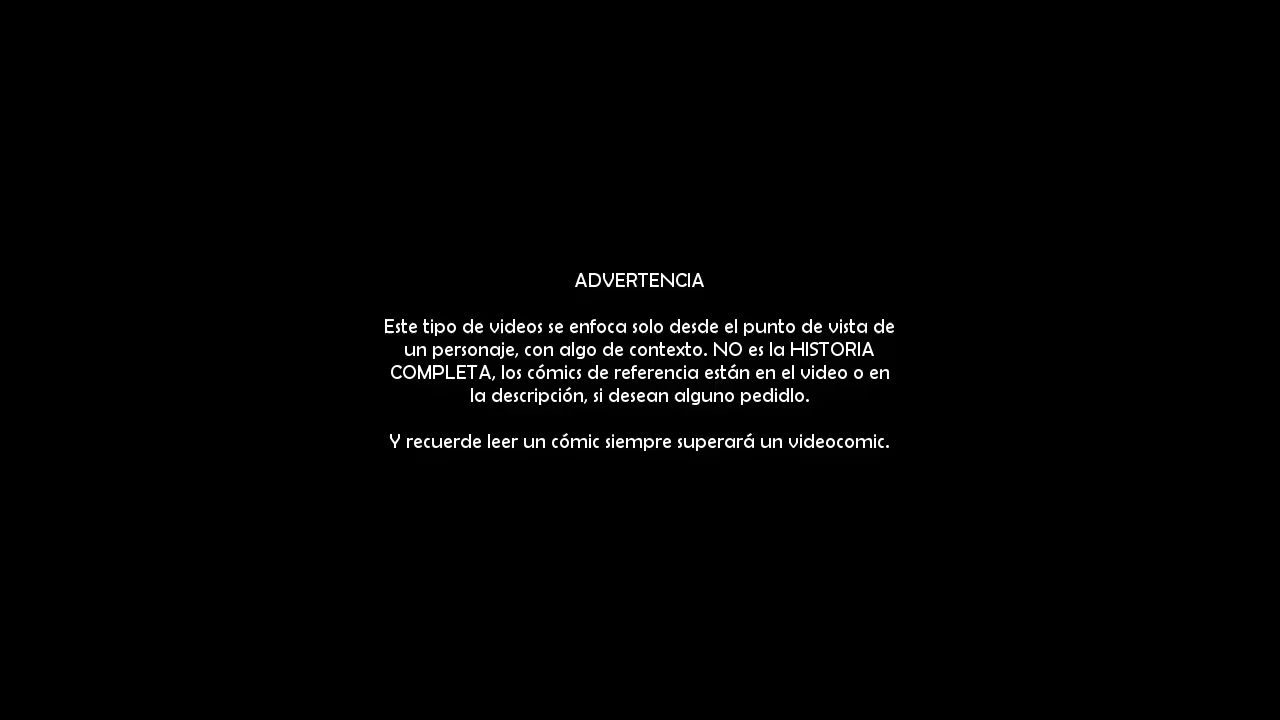 ADVERTENCIA
Este tipo de videos se enfoca solo desde el punto de vista de
un personaje, con algo de contexto. NO es la HISTORIA
COMPLETA, los cómics de referencia están en el video o en
la descripción, si desean alguno pedidlo.
Y recuerde leer un cómic siempre superará un videocomic.